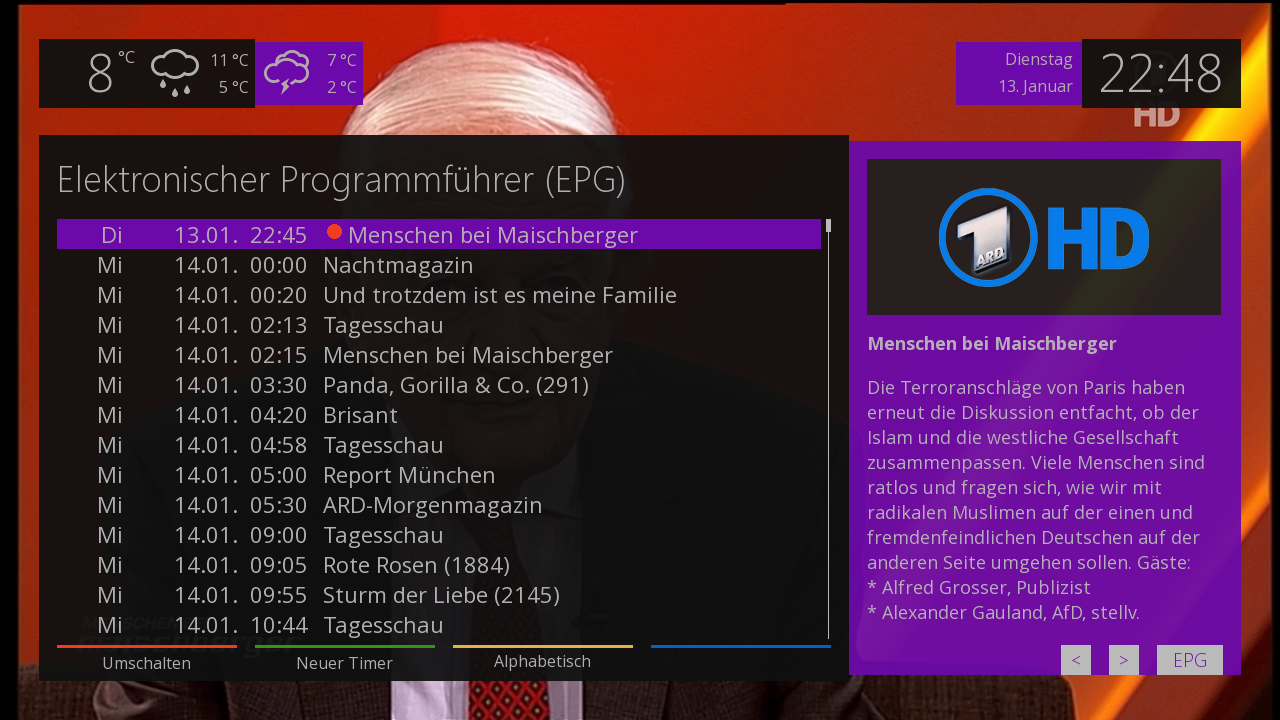 8 °C
11 °C
5 °C
7 °C
2 °C
Dienstag
13. Januar
22:48
HD
Elektronischer Programmführer (EPG)
Di 13.01. 22:45 Menschen bei Maischberger
Mi 14.01. 00:00 Nachtmagazin
Mi 14.01. 00:20 Und trotzdem ist es meine Familie
Mi 14.01. 02:13 Tagesschau
Mi 14.01. 02:15 Menschen bei Maischberger
Mi 14.01. 03:30 Panda, Gorilla & Co. (291)
Mi 14.01. 04:20 Brisant
Mi 14.01. 04:58 Tagesschau
Mi 14.01. 05:00 Report München
Mi 14.01. 05:30 ARD-Morgenmagazin
Mi 14.01. 09:00 Tagesschau
Mi 14.01. 09:05 Rote Rosen (1884)
Mi 14.01. 09:55 Sturm der Liebe (2145)
Mi 14.01. 10:44 Tagesschau
Umschalten
Neuer Timer
Alphabetisch
1 ARD HD
Menschen bei Maischberger
Die Terroranschläge von Paris haben
erneut die Diskussion entfacht, ob der
Islam und die westliche Gesellschaft
zusammenpassen. Viele Menschen sind
ratlos und fragen sich, wie wir mit
radikalen Muslimen auf der einen und
fremdenfeindlichen Deutschen auf der
anderen Seite umgehen sollen. Gäste:
* Alfred Grosser, Publizist
* Alexander Gauland, AfD, stellv.
< > EPG